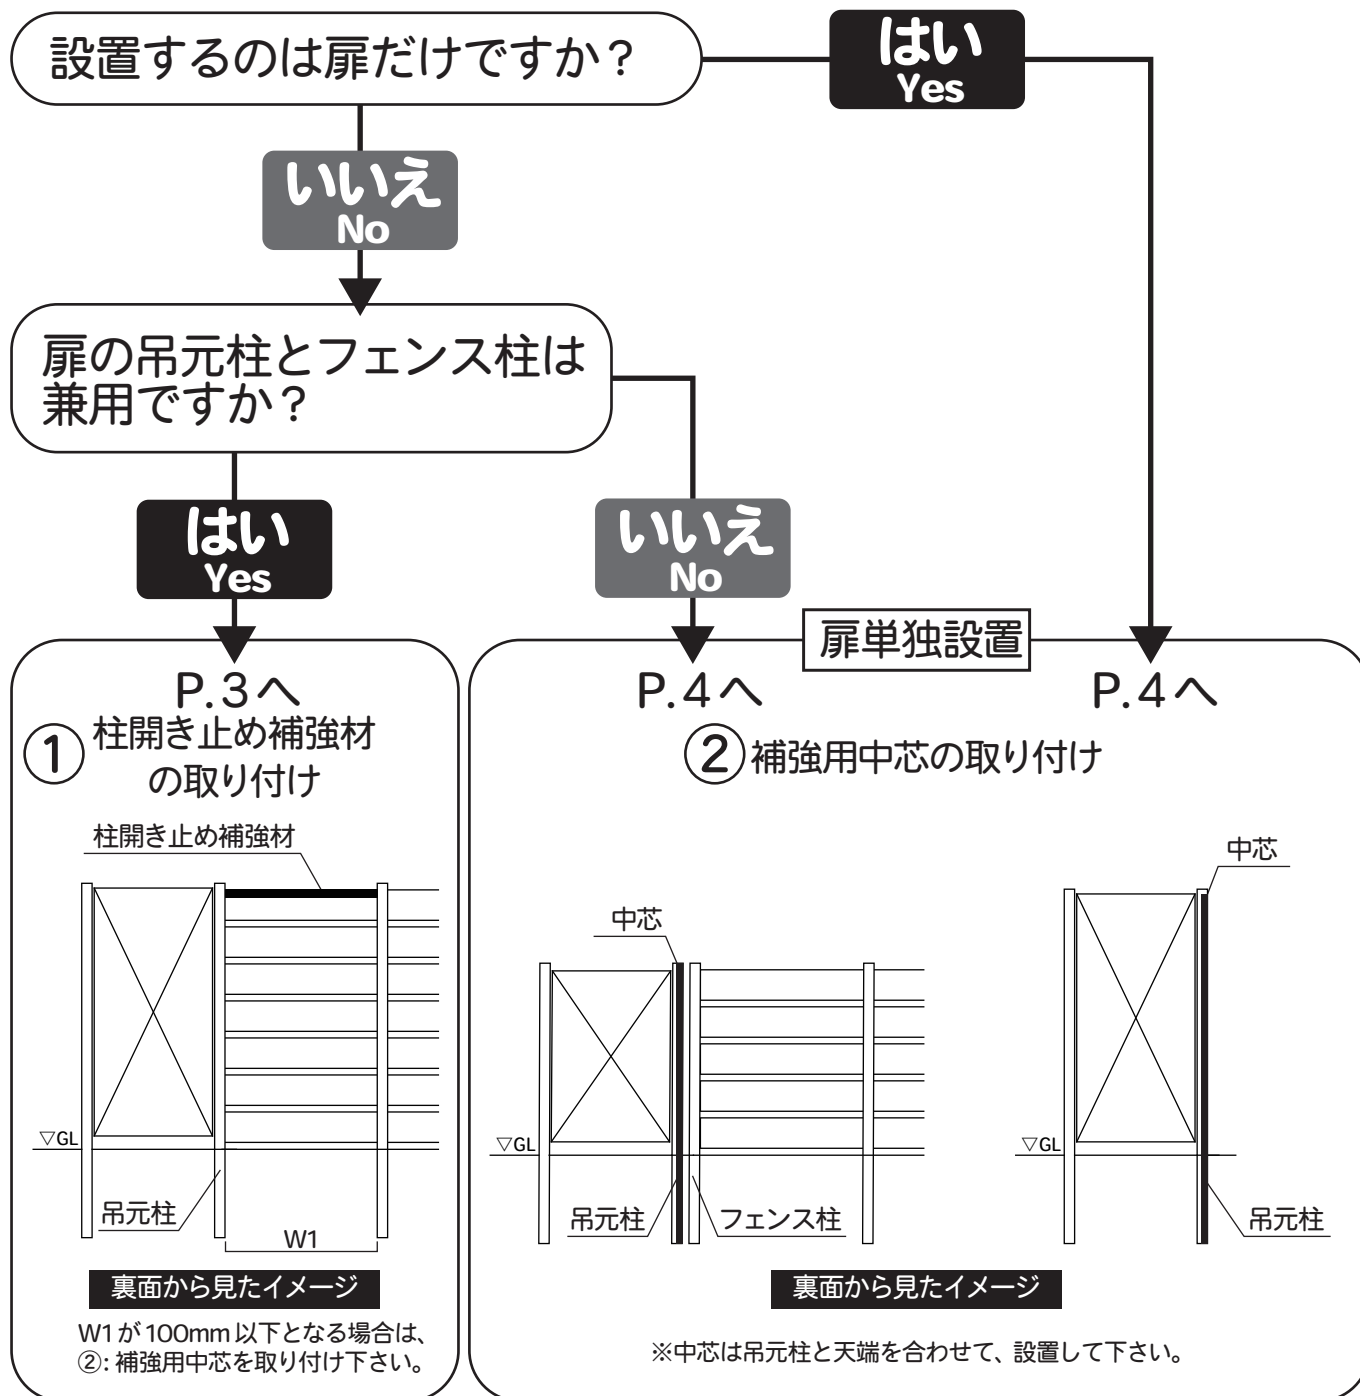 設置するのは扉だけですか？
はい
Yes
いいえ
No
扉の吊元柱とフェンス柱は
兼用ですか？
はい
Yes
いいえ
No
扉単独設置
P.3へ
① 柱開き止め補強材
の取り付け
柱開き止め補強材
▽GL
吊元柱
W1
裏面から見たイメージ
W1が100mm以下となる場合は、
②：補強用中芯を取り付け下さい。
P.4へ
P.4へ
② 補強用中芯の取り付け
中芯
▽GL
吊元柱
フェンス柱
中芯
▽GL
吊元柱
裏面から見たイメージ
※中芯は吊元柱と天端を合わせて、設置して下さい。